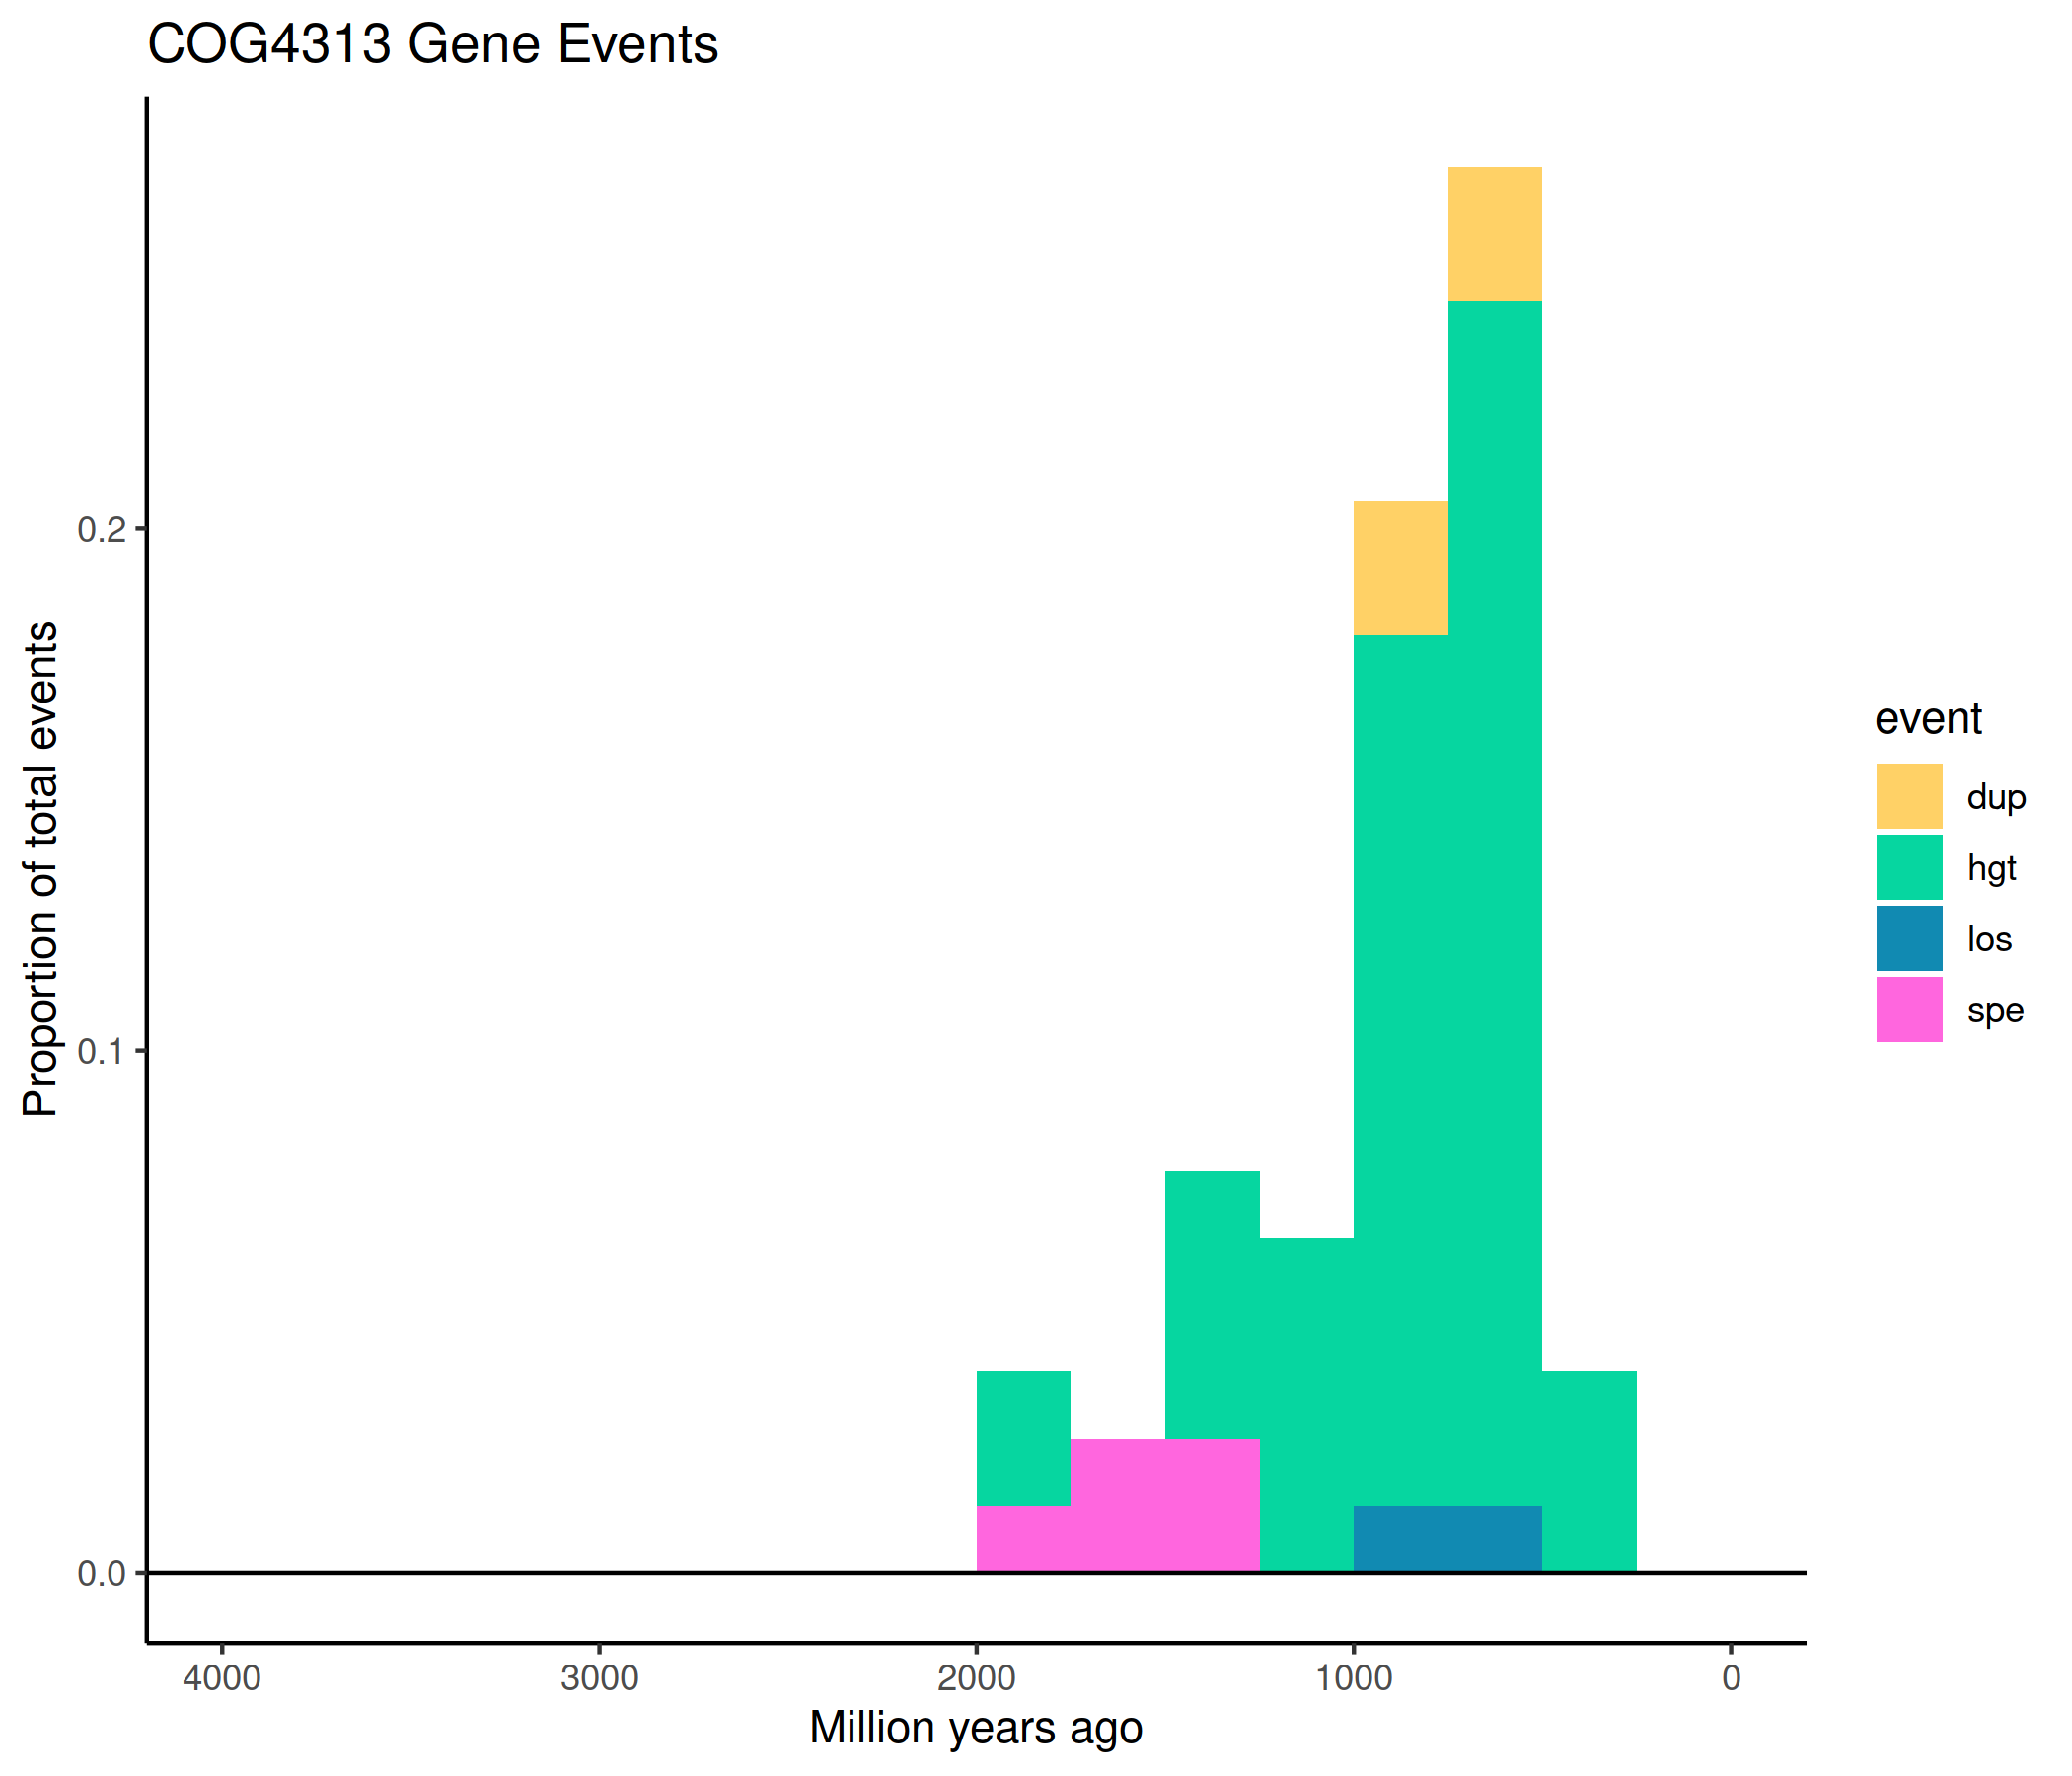 COG4313 Gene Events
Proportion of total events
0.2
0.1
0.0
4000 3000 2000 1000 0
Million years ago
event
dup
hgt
los
spe